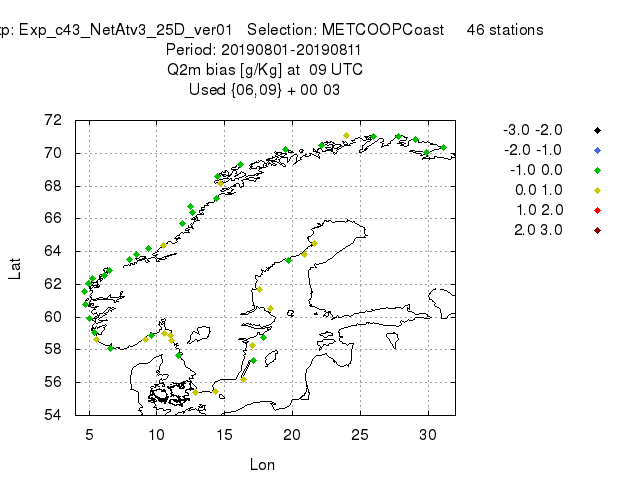 p: Exp_c43_NetAtv3_25D_ver01 Selection: METCOOPCoast 46 stations
Period: 20190801-20190811
Q2m bias [g/Kg] at 09 UTC
Used {06,09} + 00 03
72
70
68
66
64
62
60
58
56
54
Lat
5 10 15 20 25 30
Lon
-3.0 -2.0
-2.0 -1.0
-1.0 0.0
0.0 1.0
1.0 2.0
2.0 3.0